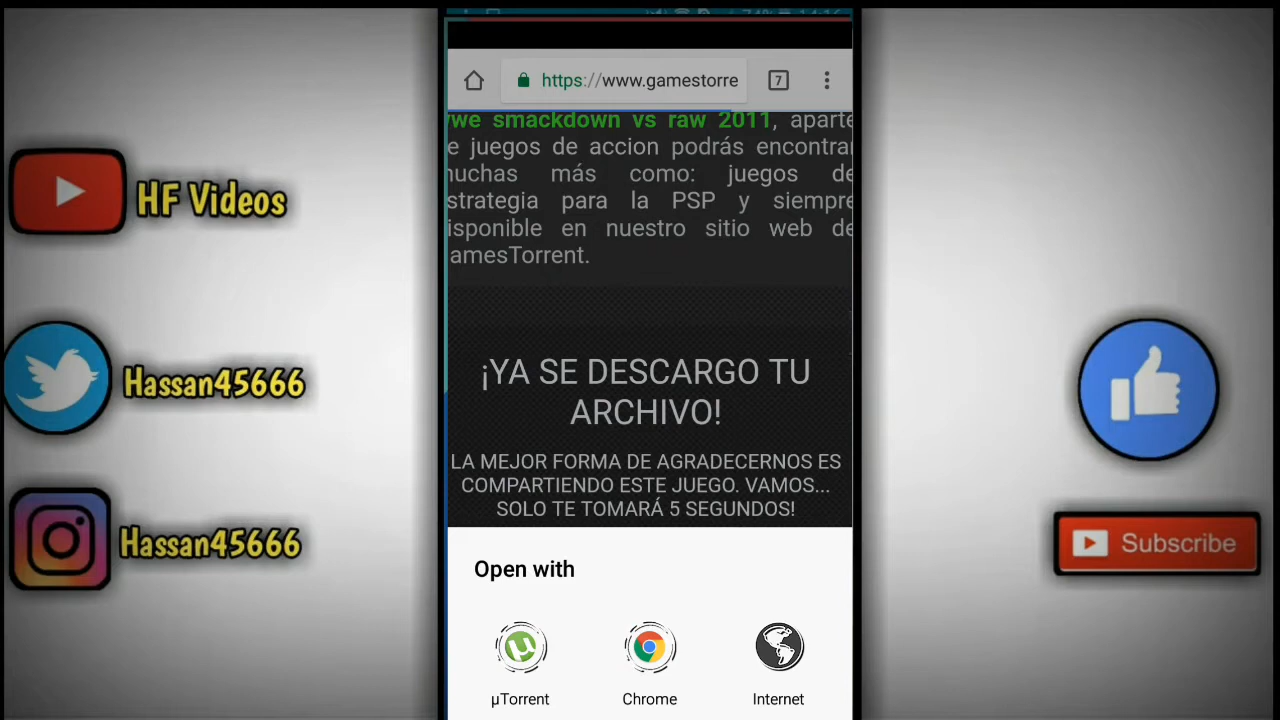 https://www.gamestorre
7
we smackdown vs raw 2011, aparte
e juegos de accion podrás encontrar
muchas más como: juegos de
strategia para la PSP y siempre
isponible en nuestro sitio web de
amesTorrent.
¡YA SE DESCARGO TU
ARCHIVO!
LA MEJOR FORMA DE AGRADECERNOS ES
COMPARTIENDO ESTE JUEGO. VAMOS...
SOLO TE TOMARÁ 5 SEGUNDOS!
Open with
µTorrent
Chrome
Internet
HF Videos
Hassan45666
Hassan45666
Subscribe